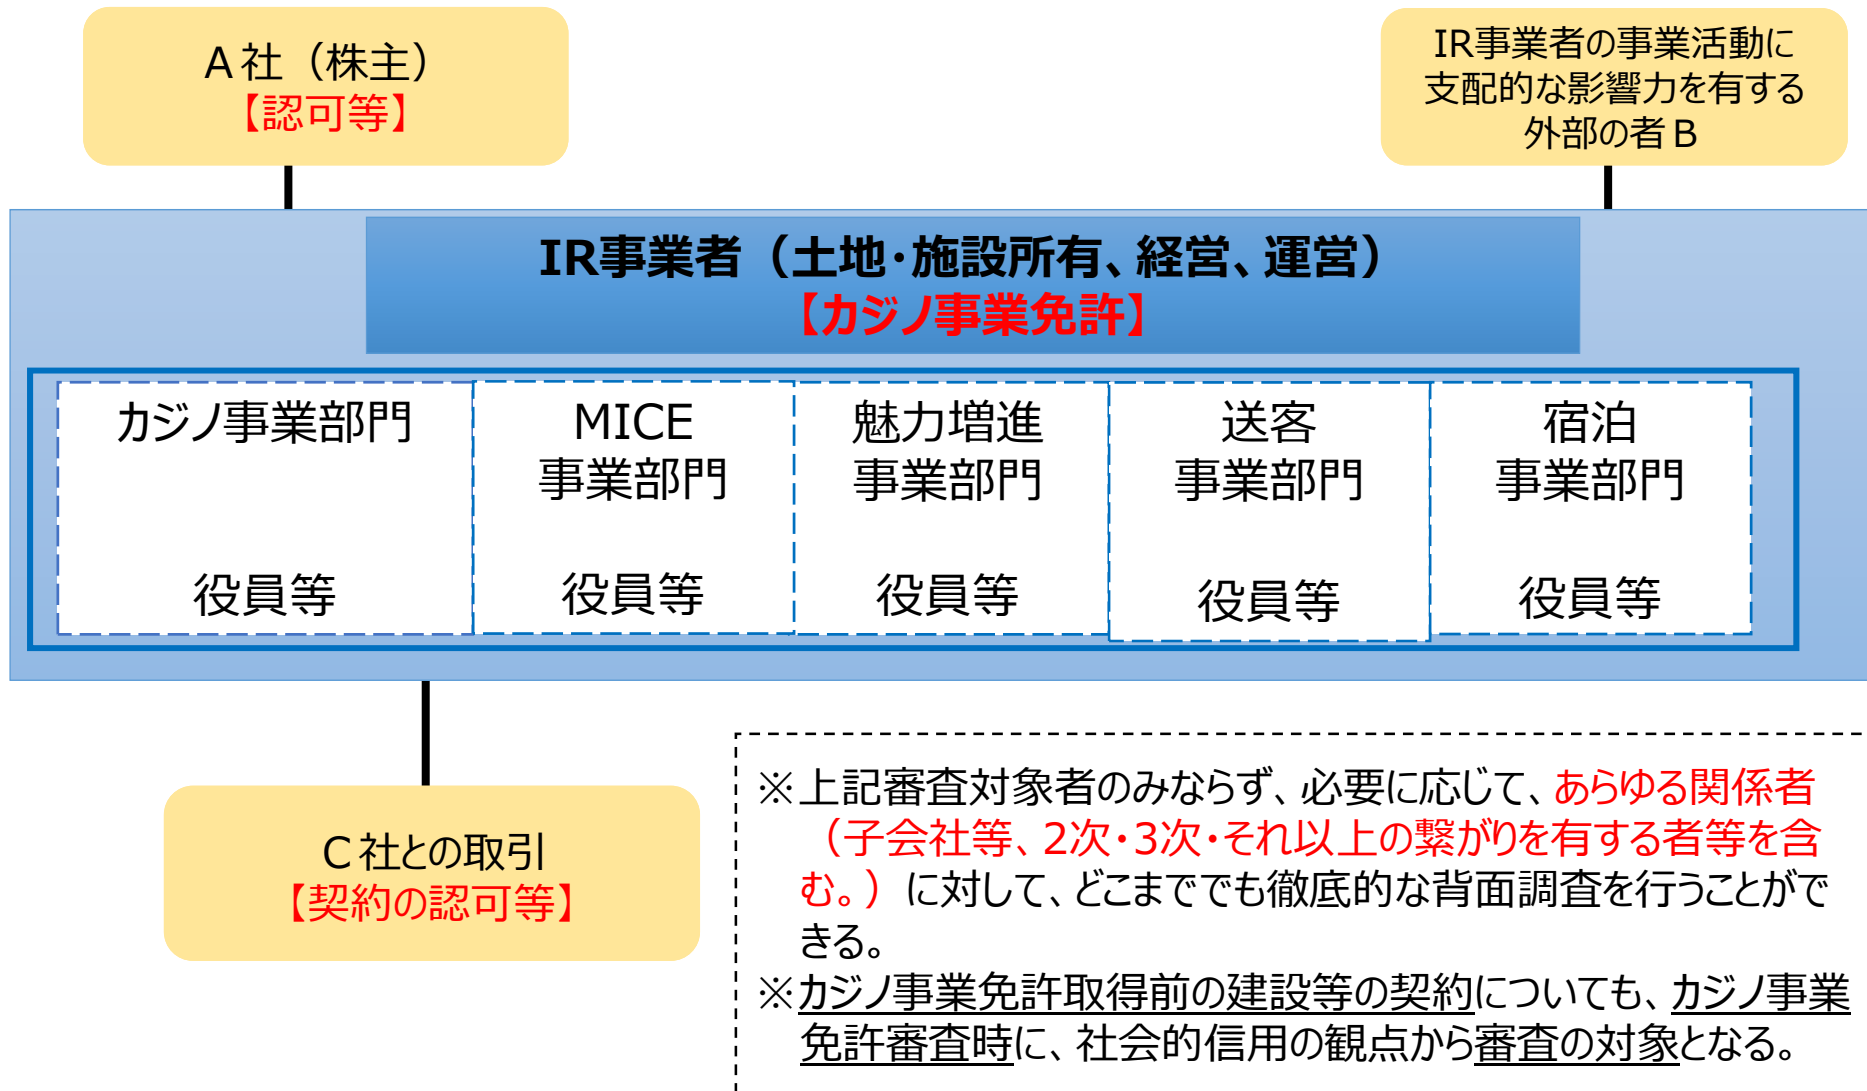 A社（株主）
【認可等】
IR事業者の事業活動に
支配的な影響力を有する
外部の者B
IR事業者（土地・施設所有、経営、運営）
【カジノ事業免許】
カジノ事業部門
役員等
MICE
事業部門
役員等
魅力増進
事業部門
役員等
送客
事業部門
役員等
宿泊
事業部門
役員等
C社との取引
【契約の認可等】
※上記審査対象者のみならず、必要に応じて、あらゆる関係者
（子会社等、2次・3次・それ以上の繋がりを有する者等を含
む。）に対して、どこまででも徹底的な背面調査を行うことがで
きる。
※カジノ事業免許取得前の建設等の契約についても、カジノ事業
免許審査時に、社会的信用の観点から審査の対象となる。